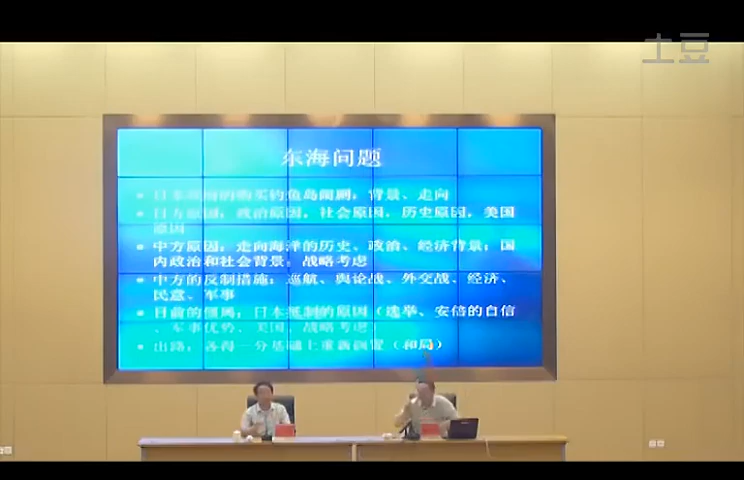 土豆
东海问题
日本政府的购买钓鱼岛闹剧：背景、走向
日方原因：政治原因，社会原因，历史原因，美国
原因
中方原因：走向海洋的历史、政治、经济背景；国
内政治和社会背景；战略考虑
中方的反制措施：巡航、舆论战、外交战、经济、
民意、军事
目前的僵局：日本抵制的原因（选举、安倍的自信
、军事优势、美国、战略考虑）
出路：各得一分基础上重新搁置（和局）